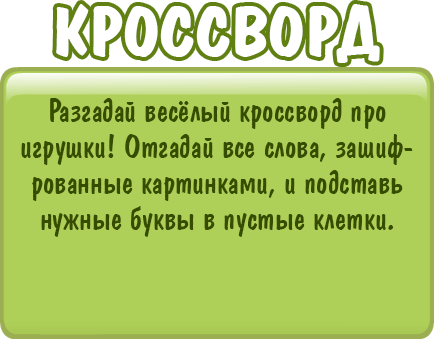 КРОССВОРД
Разгадай весёлый кроссворд про
игрушки! Отгадай все слова, зашиф-
рованные картинками, и подставь
нужные буквы в пустые клетки.